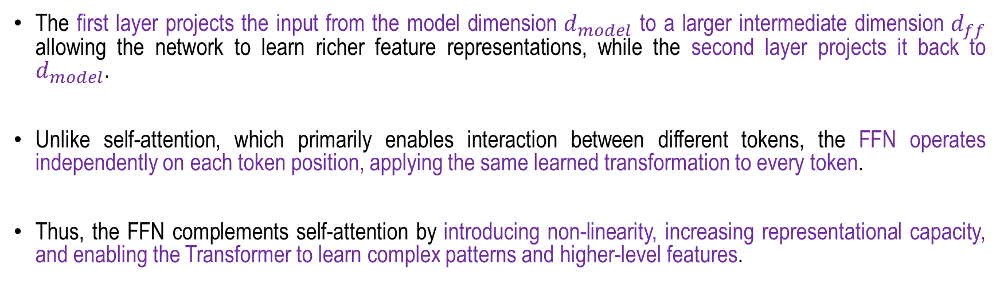 • The first layer projects the input from the model dimension d_model to a larger intermediate dimension d_ff
allowing the network to learn richer feature representations, while the second layer projects it back to
d_model.
• Unlike self-attention, which primarily enables interaction between different tokens, the FFN operates
independently on each token position, applying the same learned transformation to every token.
• Thus, the FFN complements self-attention by introducing non-linearity, increasing representational capacity,
and enabling the Transformer to learn complex patterns and higher-level features.